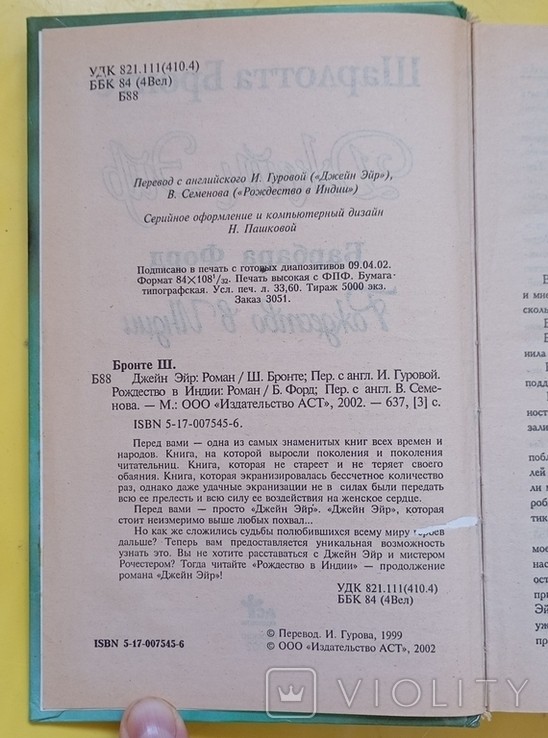 УДК 821.111(410.4)
ББК 84 (4Вел)
Б88
Перевод с английского И. Гуровой («Джейн Эйр»),
В. Семенова («Рождество в Индии»)
Серийное оформление и компьютерный дизайн
Н. Пашковой
Подписано в печать с готовых диапозитивов 09.04.02.
Формат 84×108¹/₃₂. Печать высокая с ФПФ. Бумага
типографская. Усл. печ. л. 33,60. Тираж 5000 экз.
Заказ 3051.
Бронте Ш.
Б88 Джейн Эйр: Роман / Ш. Бронте; Пер. с англ. И. Гуровой.
Рождество в Индии: Роман / Б. Форд; Пер. с англ. В. Семе-
нова. — М.: ООО «Издательство АСТ», 2002. — 637, [3] с.
ISBN 5-17-007545-6.
Перед вами — одна из самых знаменитых книг всех времен и
народов. Книга, на которой выросли поколения и поколения
читательниц. Книга, которая не стареет и не теряет своего
обаяния. Книга, которая экранизировалась бессчетное количество
раз, однако даже удачные экранизации не в силах были передать
всю ее прелесть и всю силу ее воздействия на женское сердце.
Перед вами — просто «Джейн Эйр». «Джейн Эйр», которая
стоит неизмеримо выше любых похвал...
Но как же сложились судьбы полюбившихся всему миру героев
дальше? Теперь вам предоставляется уникальная возможность
узнать это. Вы не хотите расставаться с Джейн Эйр и мистером
Рочестером? Тогда читайте «Рождество в Индии» — продолжение
романа «Джейн Эйр»!
УДК 821.111(410.4)
ББК 84 (4Вел)
© Перевод. И. Гурова, 1999
ISBN 5-17-007545-6 © ООО «Издательство АСТ», 2002
VIOLITY